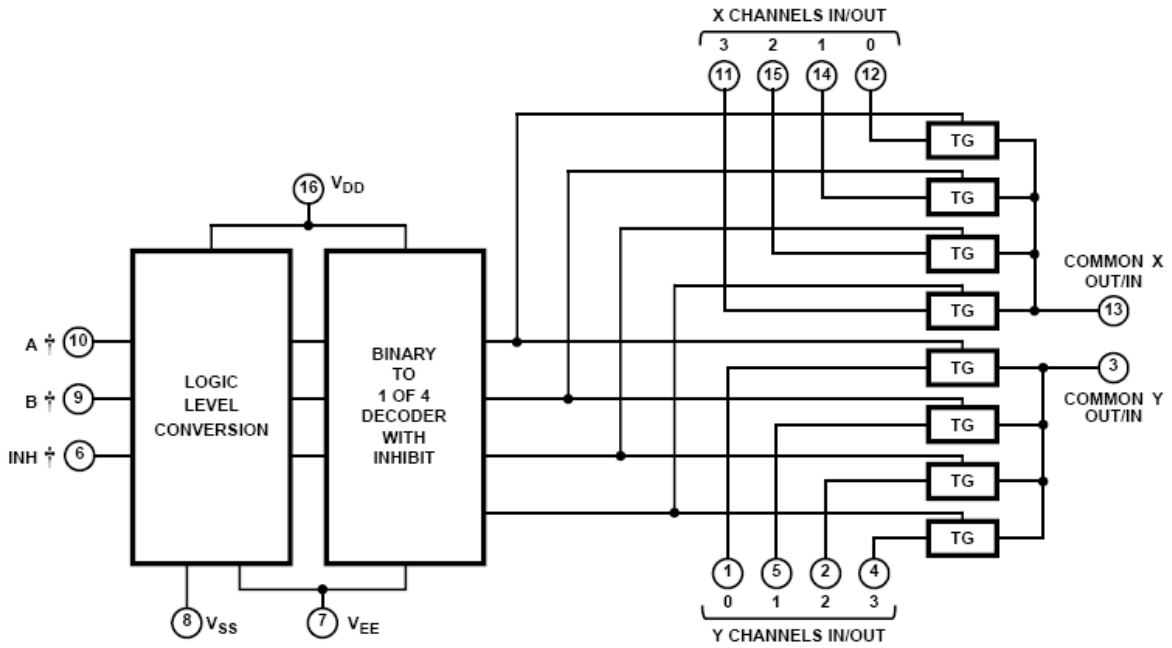 X CHANNELS IN/OUT
3 2 1 0
11 15 14 12
TG
TG
TG
TG
TG
TG
TG
TG
COMMON X
OUT/IN
13
3
COMMON Y
OUT/IN
16 VDD
A † 10
B † 9
INH † 6
LOGIC
LEVEL
CONVERSION
BINARY
TO
1 OF 4
DECODER
WITH
INHIBIT
8 VSS
7 VEE
1 5 2 4
0 1 2 3
Y CHANNELS IN/OUT